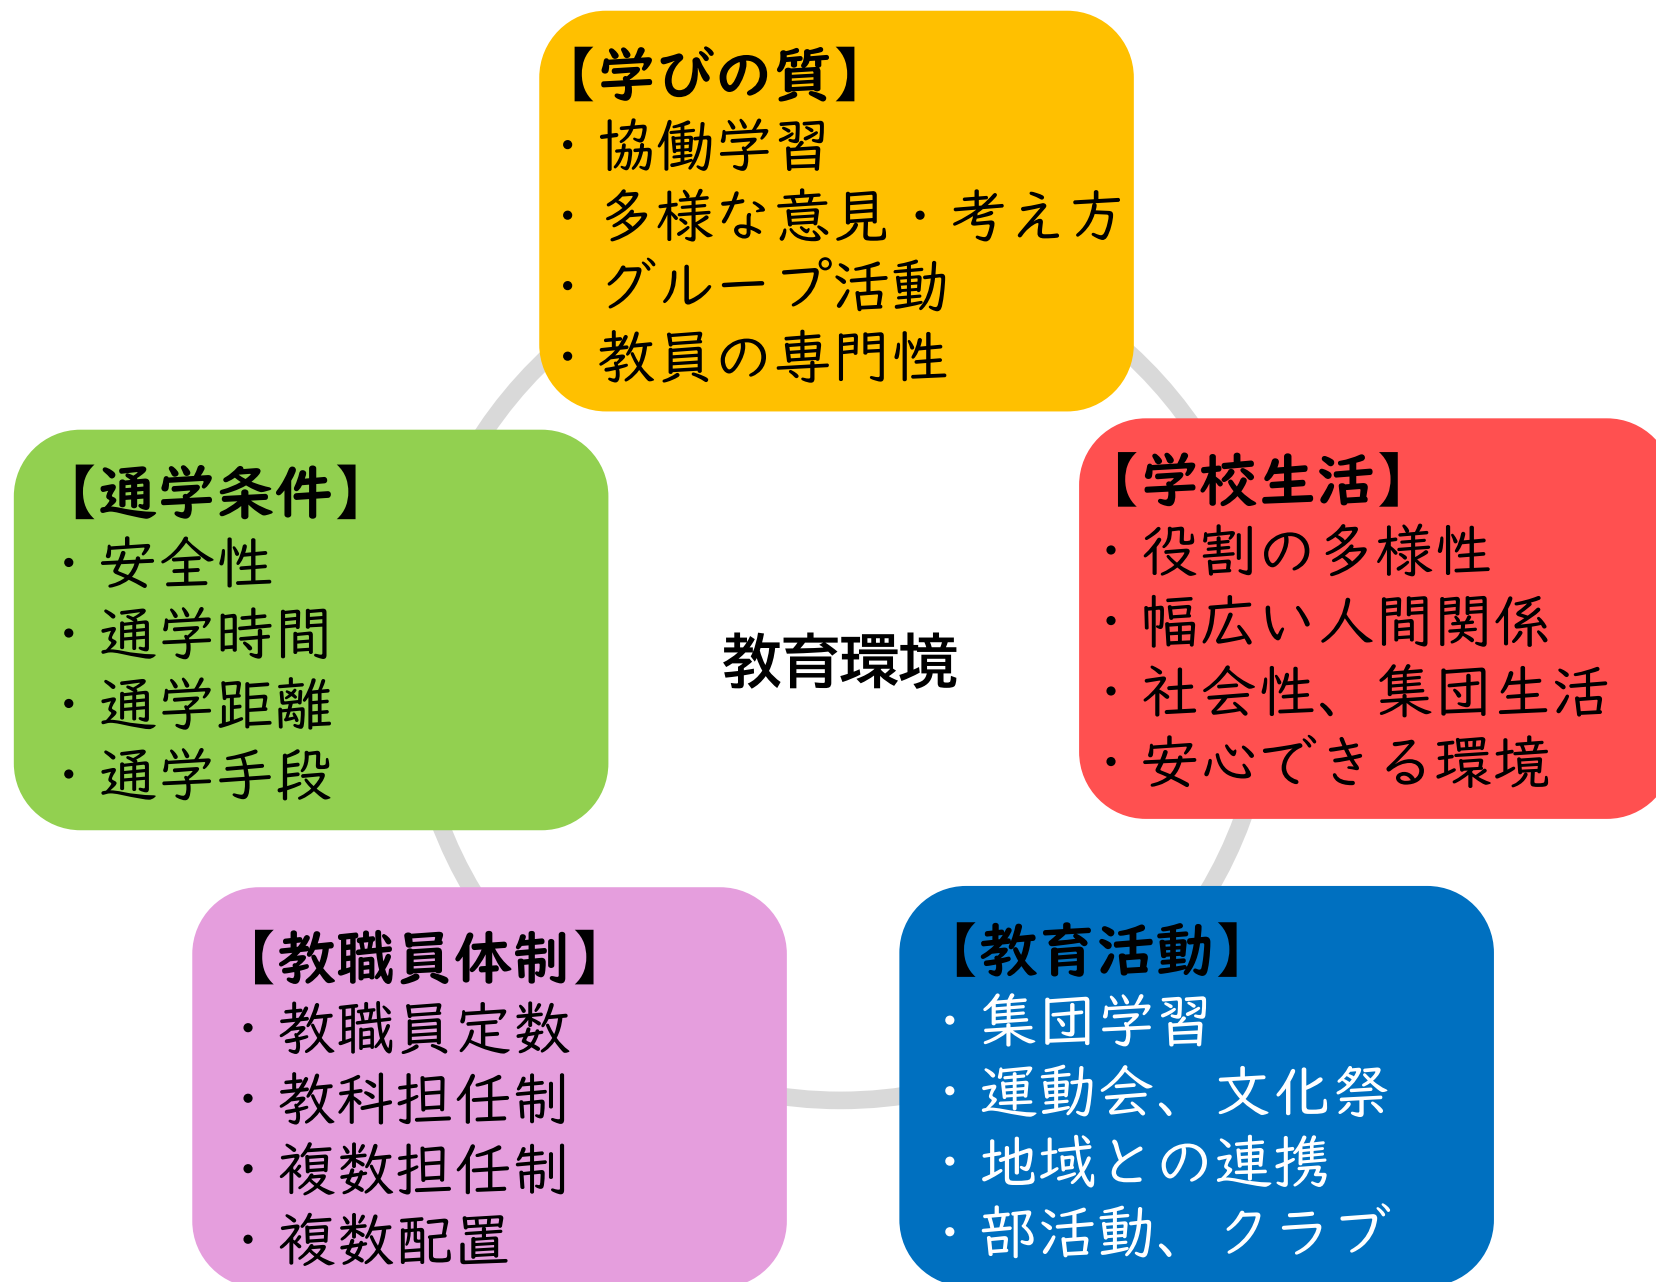 【学びの質】
・協働学習
・多様な意見・考え方
・グループ活動
・教員の専門性
【学校生活】
・役割の多様性
・幅広い人間関係
・社会性、集団生活
・安心できる環境
【教育活動】
・集団学習
・運動会、文化祭
・地域との連携
・部活動、クラブ
【教職員体制】
・教職員定数
・教科担任制
・複数担任制
・複数配置
【通学条件】
・安全性
・通学時間
・通学距離
・通学手段
教育環境